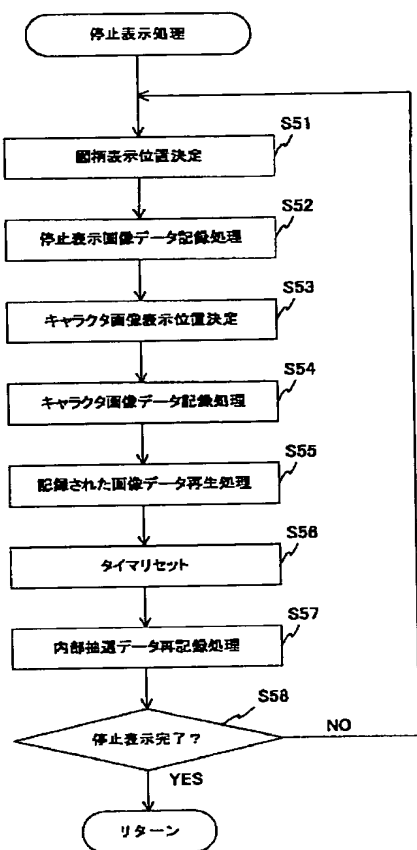 停止表示処理
S51
図柄表示位置決定
S52
停止表示画像データ記録処理
S53
キャラクタ画像表示位置決定
S54
キャラクタ画像データ記録処理
S55
記録された画像データ再生処理
S56
タイマリセット
S57
内部抽選データ再記録処理
S58
停止表示完了？
NO
YES
リターン